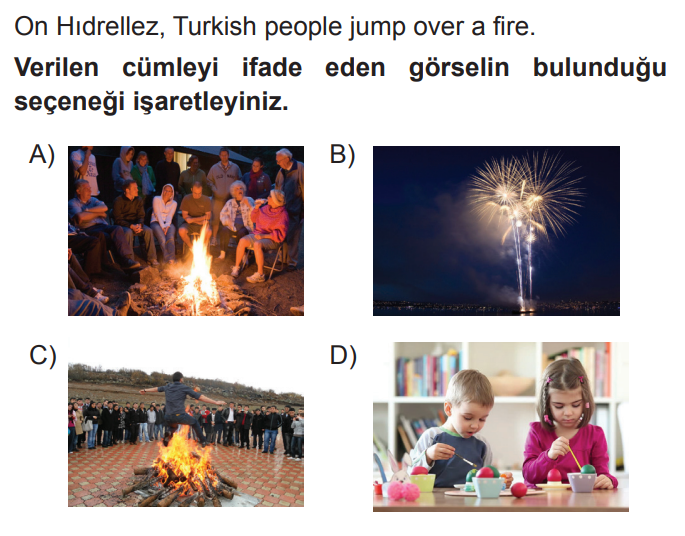 On Hıdrellez, Turkish people jump over a fire.
Verilen cümleyi ifade eden görselin bulunduğu
seçeneği işaretleyiniz.
A) B)
C) D)